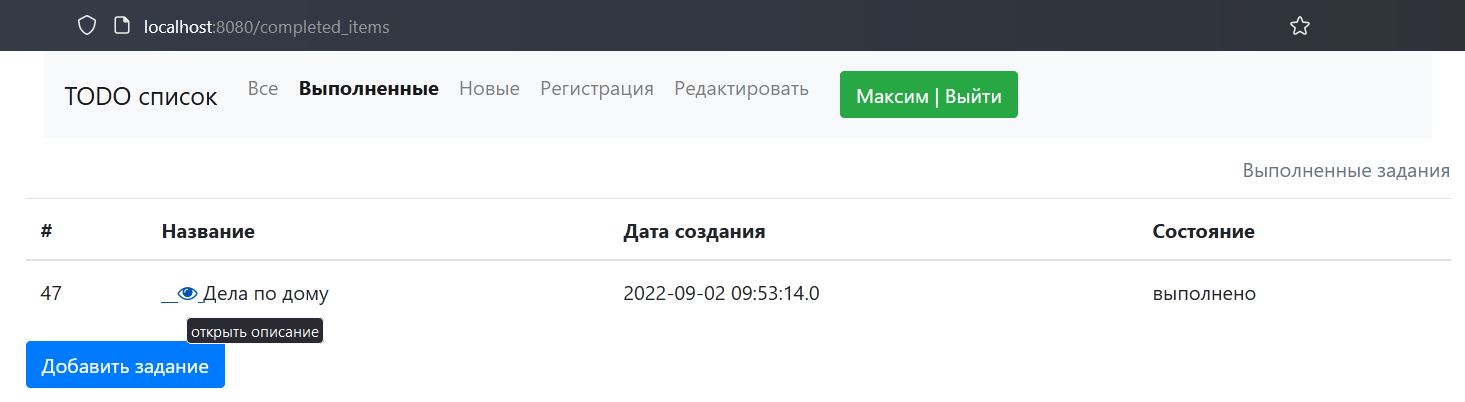 localhost:8080/completed_items
TODO список Все Выполненные Новые Регистрация Редактировать Максим | Выйти
Выполненные задания
# Название Дата создания Состояние
47 Дела по дому 2022-09-02 09:53:14.0 выполнено
открыть описание
Добавить задание